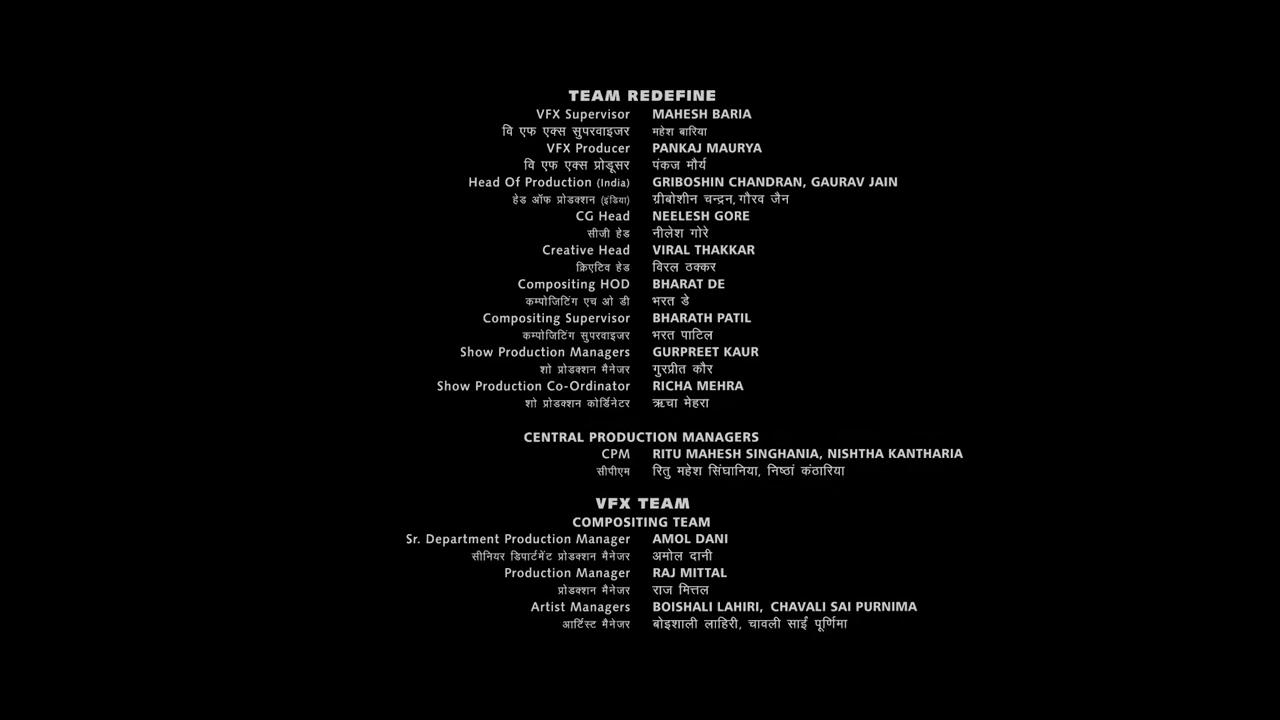 TEAM REDEFINE
VFX Supervisor MAHESH BARIA
वि एफ एक्स सुपरवाइजर महेश बारिया
VFX Producer PANKAJ MAURYA
वि एफ एक्स प्रोडूसर पंकज मौर्य
Head Of Production (India) GRIBOSHIN CHANDRAN, GAURAV JAIN
हेड ऑफ प्रोडक्शन (इंडिया) ग्रीबोशीन चन्द्रन, गौरव जैन
CG Head NEELESH GORE
सीजी हेड नीलेश गोरे
Creative Head VIRAL THAKKAR
क्रिएटिव हेड विरल ठक्कर
Compositing HOD BHARAT DE
कम्पोजिटिंग एच ओ डी भरत डे
Compositing Supervisor BHARATH PATIL
कम्पोजिटिंग सुपरवाइजर भरत पाटिल
Show Production Managers GURPREET KAUR
शो प्रोडक्शन मैनेजर गुरप्रीत कौर
Show Production Co-Ordinator RICHA MEHRA
शो प्रोडक्शन कोर्डिनेटर ऋचा मेहरा
CENTRAL PRODUCTION MANAGERS
CPM RITU MAHESH SINGHANIA, NISHTHA KANTHARIA
सीपीएम रितु महेश सिंघानिया, निष्ठां कंठारिया
VFX TEAM
COMPOSITING TEAM
Sr. Department Production Manager AMOL DANI
सीनियर डिपार्टमेंट प्रोडक्शन मैनेजर अमोल दानी
Production Manager RAJ MITTAL
प्रोडक्शन मैनेजर राज मित्तल
Artist Managers BOISHALI LAHIRI, CHAVALI SAI PURNIMA
आर्टिस्ट मैनेजर बोइशाली लाहिरी, चावली साईं पूर्णिमा